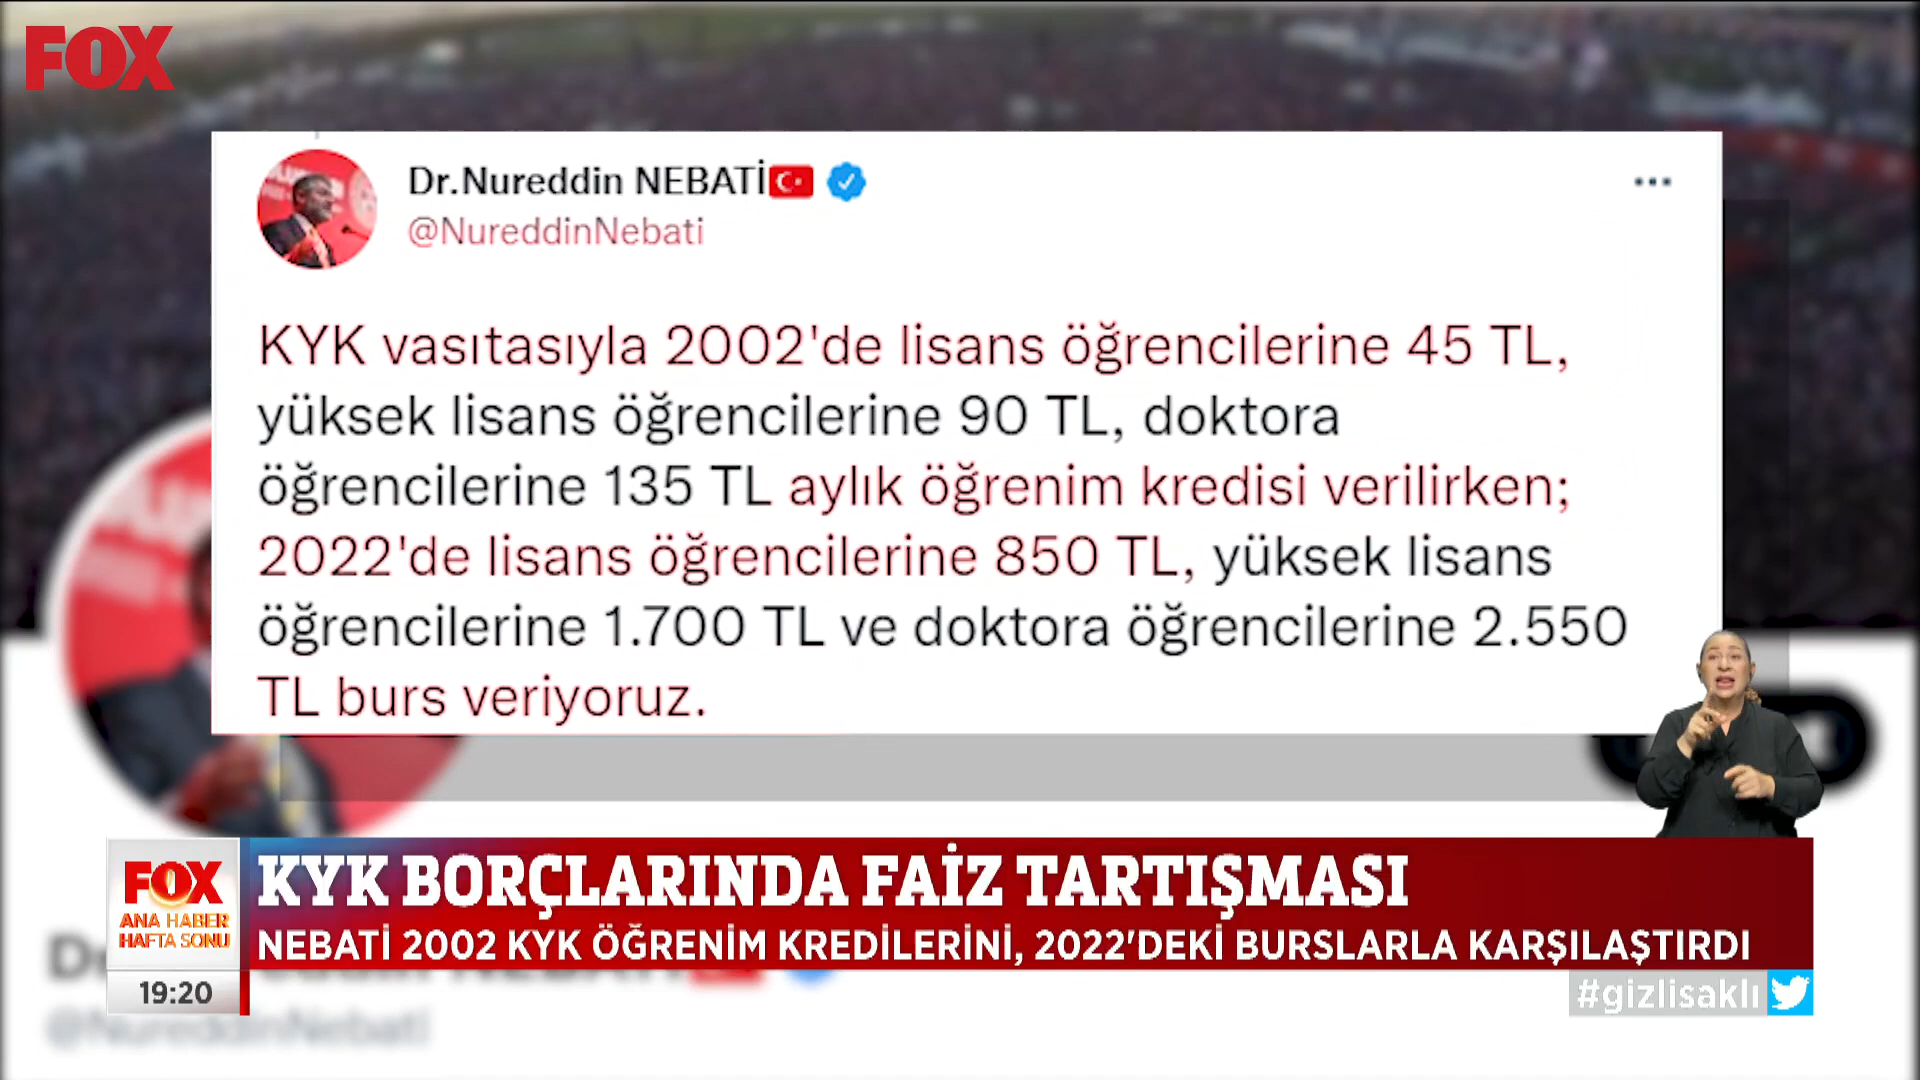 FOX
Dr.Nureddin NEBATİ
@NureddinNebati
KYK vasıtasıyla 2002'de lisans öğrencilerine 45 TL,
yüksek lisans öğrencilerine 90 TL, doktora
öğrencilerine 135 TL aylık öğrenim kredisi verilirken;
2022'de lisans öğrencilerine 850 TL, yüksek lisans
öğrencilerine 1.700 TL ve doktora öğrencilerine 2.550
TL burs veriyoruz.
FOX
ANA HABER
HAFTA SONU
KYK BORÇLARINDA FAİZ TARTIŞMASI
NEBATİ 2002 KYK ÖĞRENİM KREDİLERİNİ, 2022'DEKİ BURSLARLA KARŞILAŞTIRDI
19:20
#gizlisaklı
@NureddinNebati